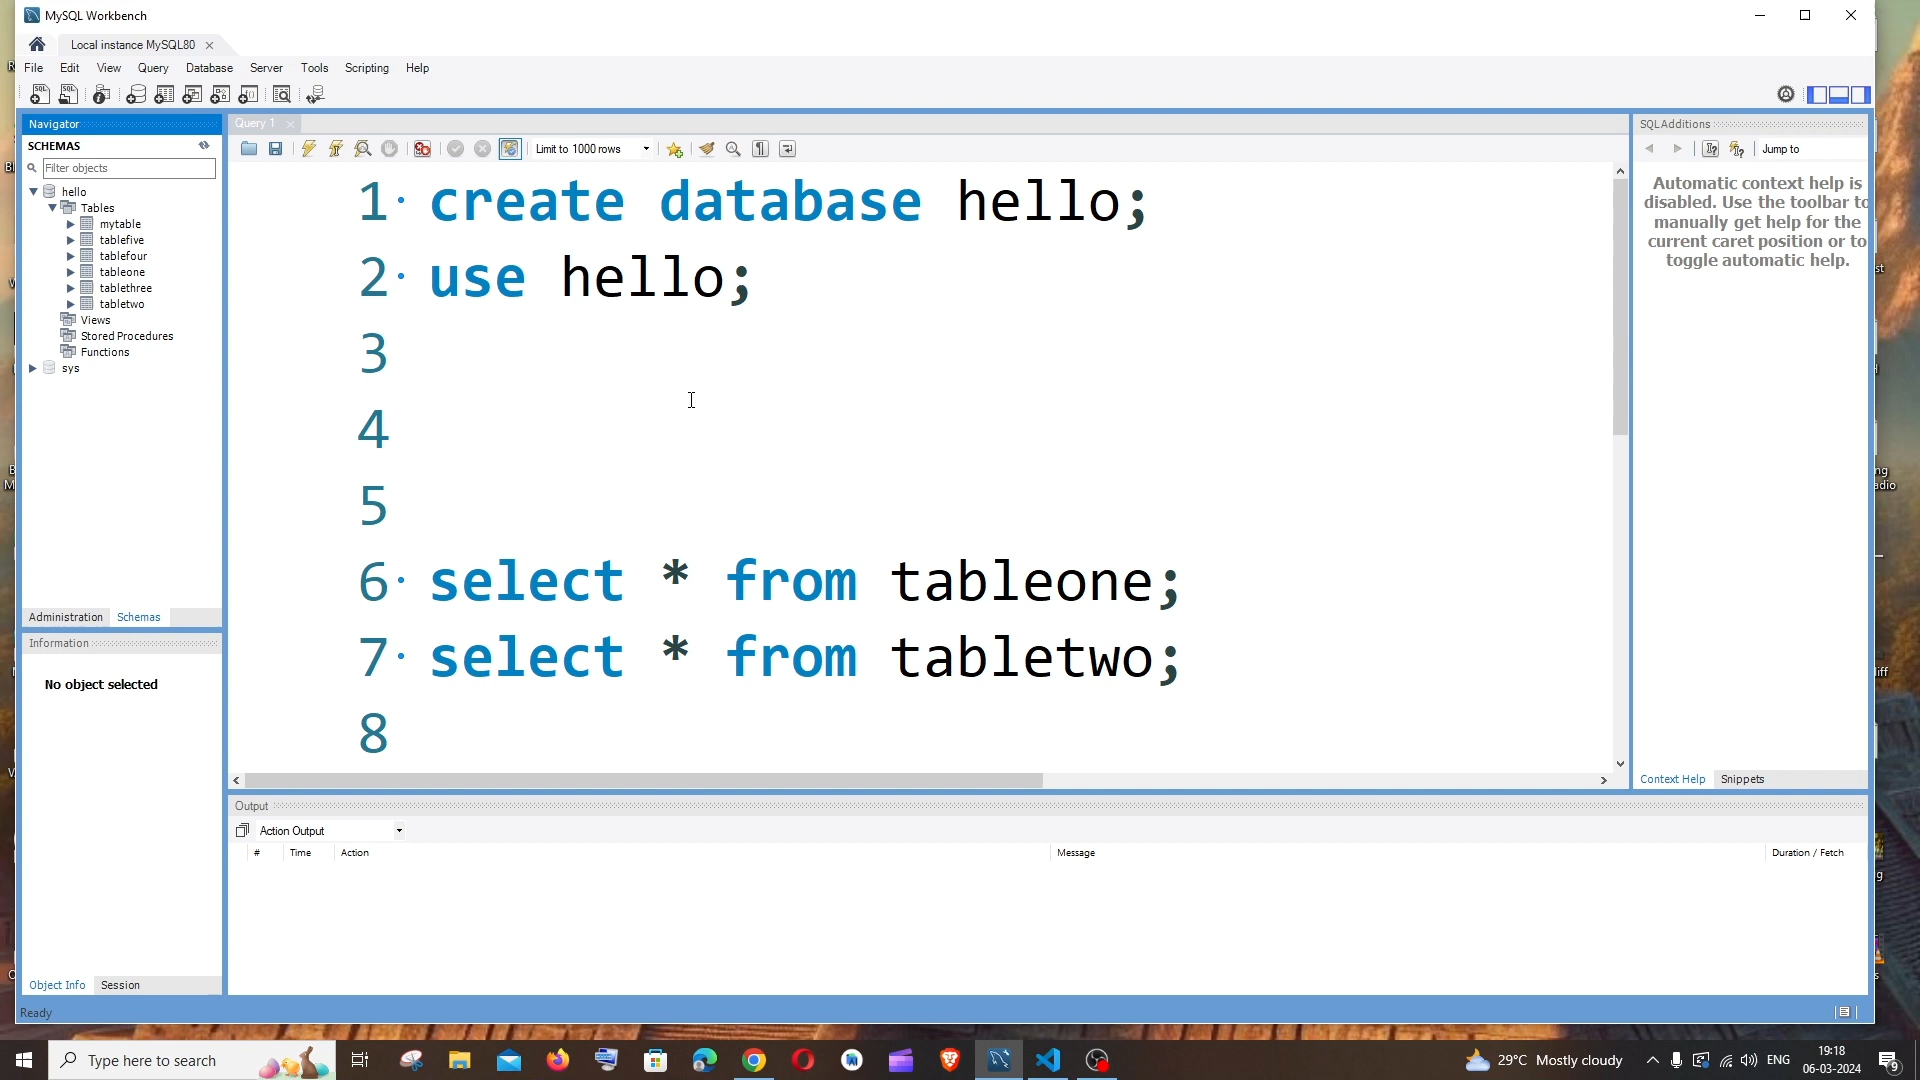 MySQL Workbench
Local instance MySQL80
File Edit View Query Database Server Tools Scripting Help
Navigator
SCHEMAS
Filter objects
hello
Tables
mytable
tablefive
tablefour
tableone
tablethree
tabletwo
Views
Stored Procedures
Functions
sys
Administration Schemas
Information
No object selected
Object Info Session
Query 1
Limit to 1000 rows
1 create database hello;
2 use hello;
3
4
5
6 select * from tableone;
7 select * from tabletwo;
8
SQLAdditions
Jump to
Automatic context help is
disabled. Use the toolbar to
manually get help for the
current caret position or to
toggle automatic help.
Context Help Snippets
Output
Action Output
# Time Action Message Duration / Fetch
Ready
Type here to search
29°C Mostly cloudy
ENG
19:18
06-03-2024
9